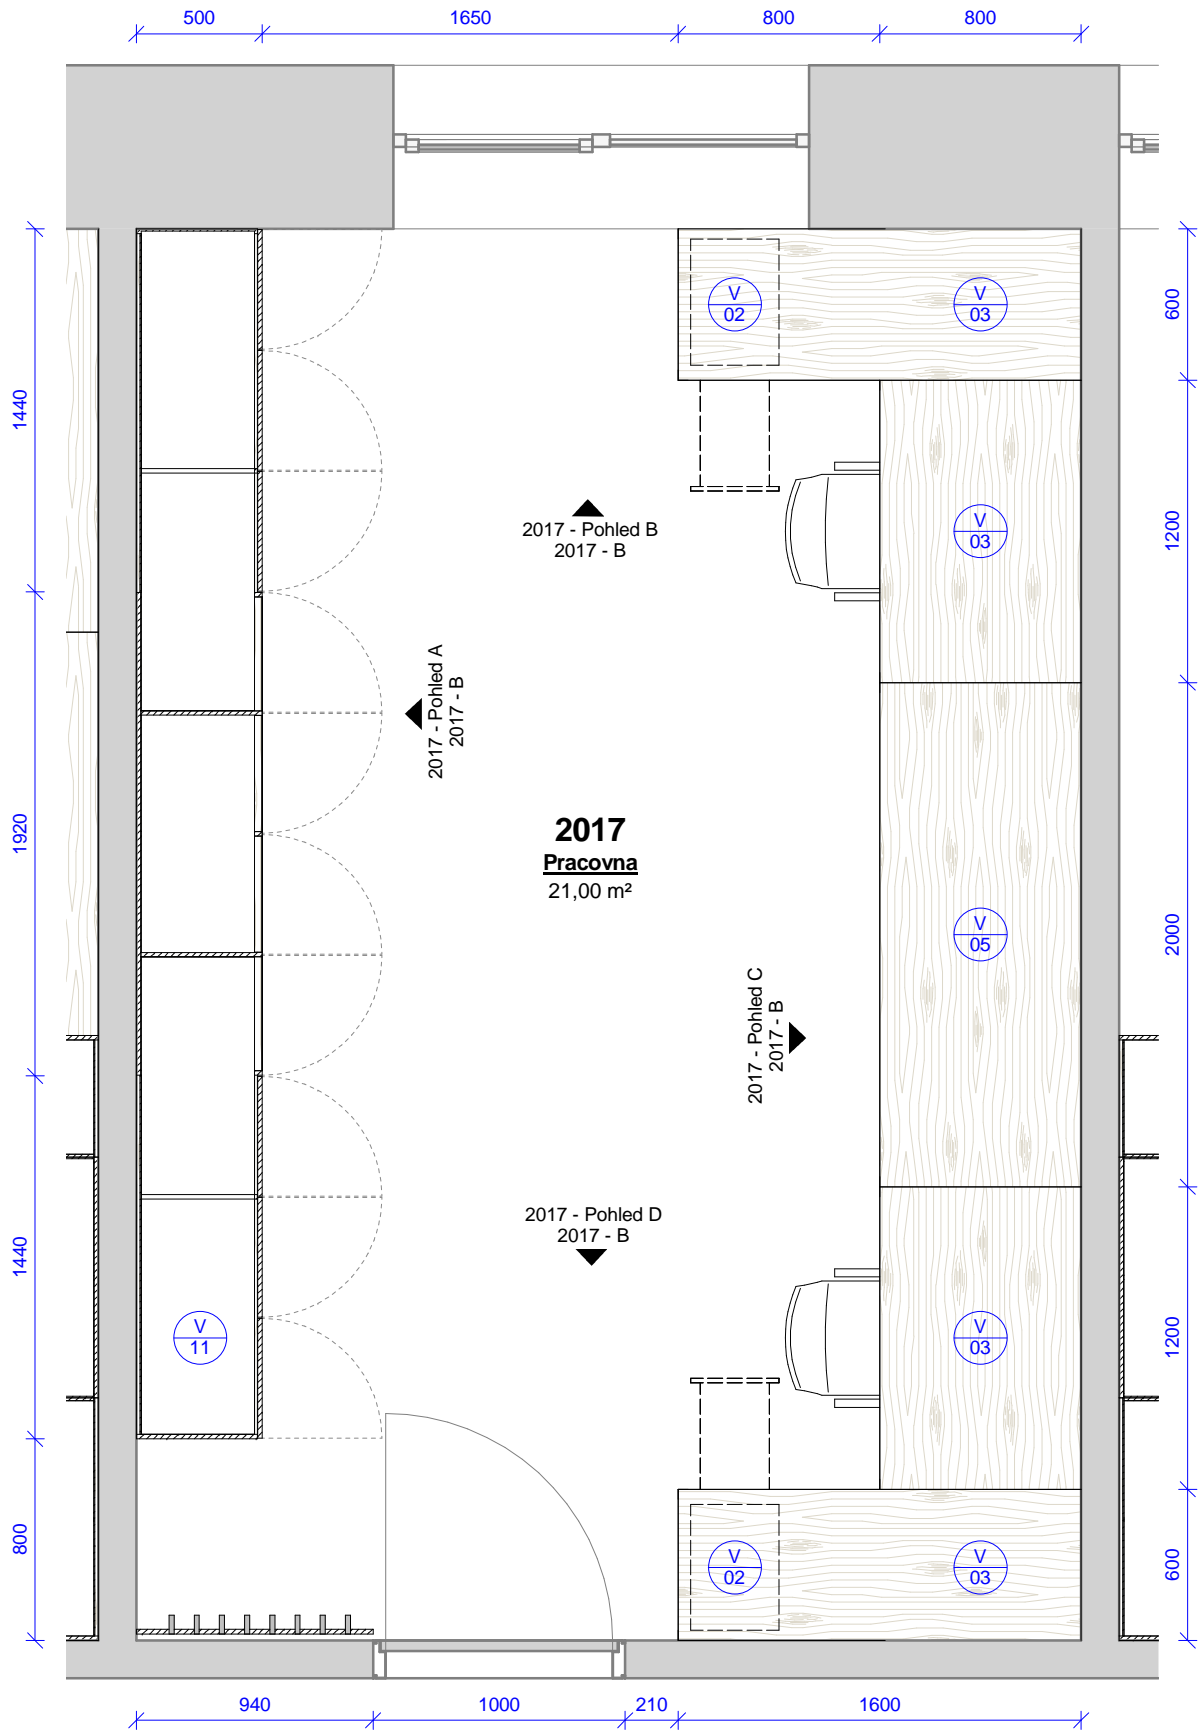 500
1650
800
800
1440
1920
1440
800
600
1200
2000
1200
600
V
02
V
03
V
03
2017 - Pohled B
2017 - B
2017 - Pohled A
2017 - B
2017
Pracovna
21,00 m²
V
05
2017 - Pohled C
2017 - B
2017 - Pohled D
2017 - B
V
11
V
03
V
02
V
03
940
1000
210
1600